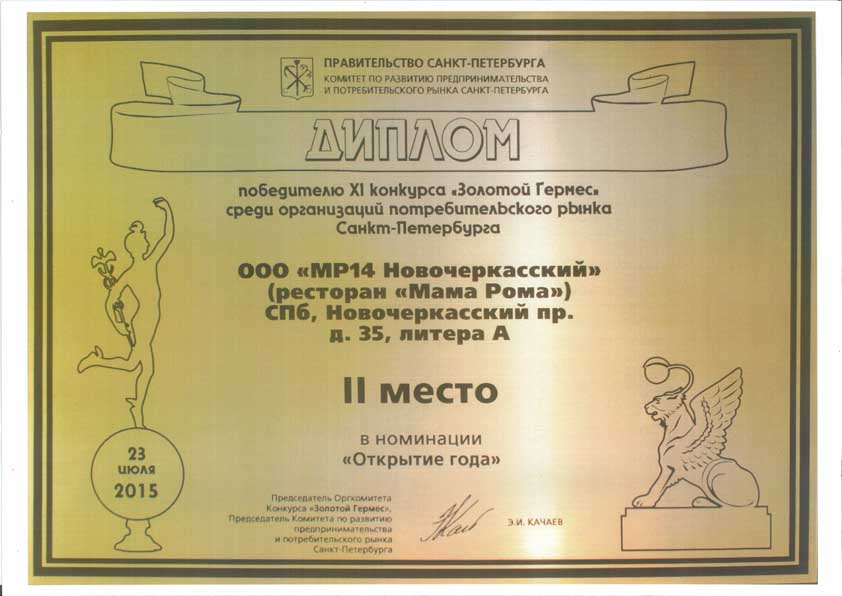 ПРАВИТЕЛЬСТВО САНКТ-ПЕТЕРБУРГА
КОМИТЕТ ПО РАЗВИТИЮ ПРЕДПРИНИМАТЕЛЬСТВА
И ПОТРЕБИТЕЛЬСКОГО РЫНКА САНКТ-ПЕТЕРБУРГА
ДИПЛОМ
победителю XI конкурса «Золотой Гермес»
среди организаций потребительского рынка
Санкт-Петербурга
ООО «МР14 Новочеркасский»
(ресторан «Мама Рома»)
СПб, Новочеркасский пр.
д. 35, литера А
II место
в номинации
«Открытие года»
23
июля
2015
Председатель Оргкомитета
Конкурса «Золотой Гермес»,
Председатель Комитета по развитию
предпринимательства
и потребительского рынка
Санкт-Петербурга
Э.И. КАЧАЕВ